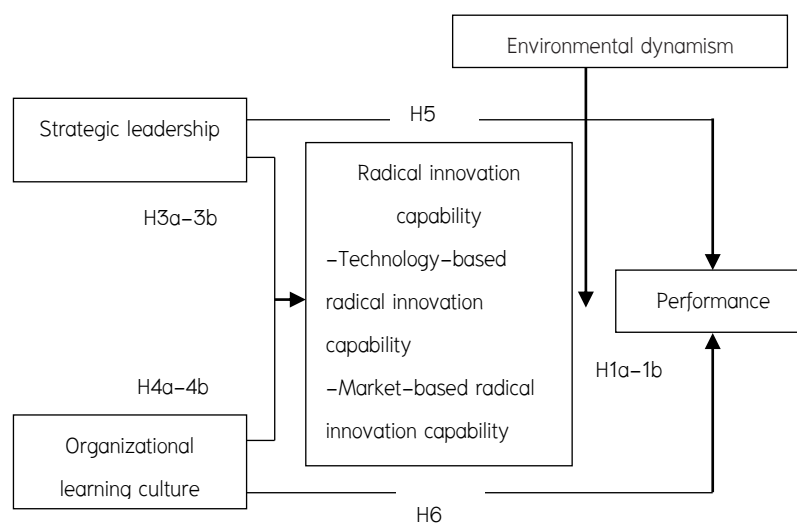 Environmental dynamism
H5
Strategic leadership
Radical innovation
capability
H3a-3b
–Technology-based
radical innovation
capability
Performance
H1a-1b
H4a-4b
–Market-based radical
innovation capability
Organizational
learning culture
H6